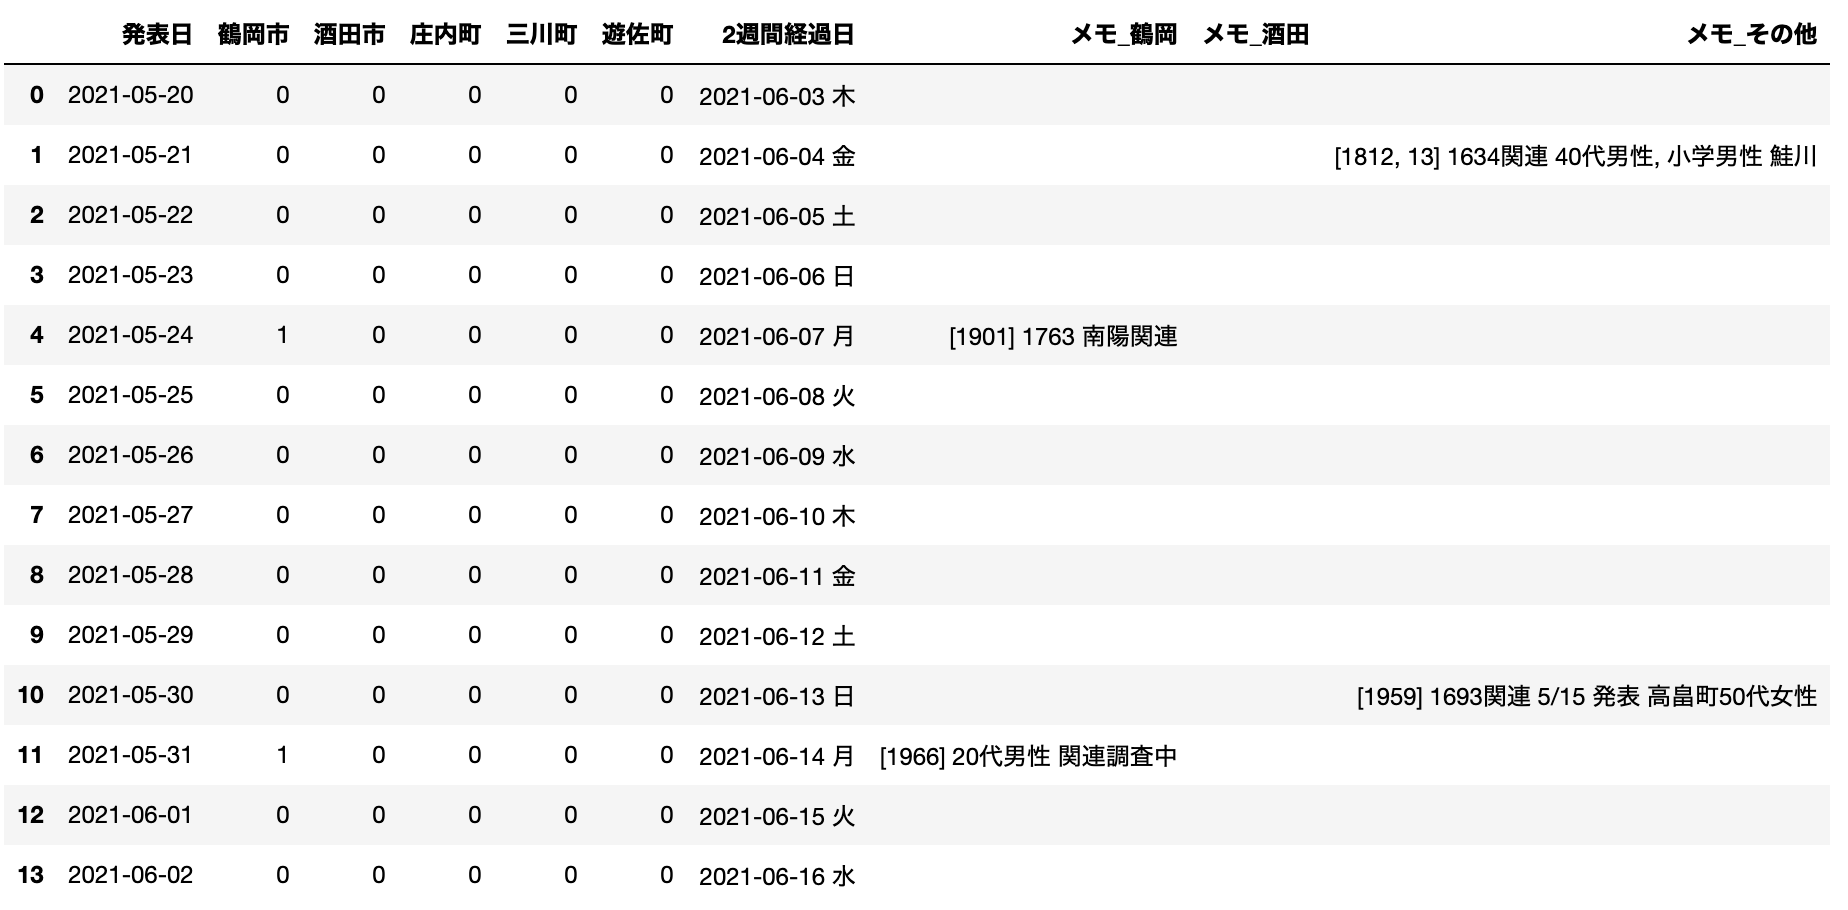 発表日 鶴岡市 酒田市 庄内町 三川町 遊佐町 2週間経過日 メモ_鶴岡 メモ_酒田 メモ_その他
0 2021-05-20 0 0 0 0 0 2021-06-03 木
1 2021-05-21 0 0 0 0 0 2021-06-04 金 [1812, 13] 1634関連 40代男性, 小学男性 鮭川
2 2021-05-22 0 0 0 0 0 2021-06-05 土
3 2021-05-23 0 0 0 0 0 2021-06-06 日
4 2021-05-24 1 0 0 0 0 2021-06-07 月 [1901] 1763 南陽関連
5 2021-05-25 0 0 0 0 0 2021-06-08 火
6 2021-05-26 0 0 0 0 0 2021-06-09 水
7 2021-05-27 0 0 0 0 0 2021-06-10 木
8 2021-05-28 0 0 0 0 0 2021-06-11 金
9 2021-05-29 0 0 0 0 0 2021-06-12 土
10 2021-05-30 0 0 0 0 0 2021-06-13 日 [1959] 1693関連 5/15 発表 高畠町50代女性
11 2021-05-31 1 0 0 0 0 2021-06-14 月 [1966] 20代男性 関連調査中
12 2021-06-01 0 0 0 0 0 2021-06-15 火
13 2021-06-02 0 0 0 0 0 2021-06-16 水